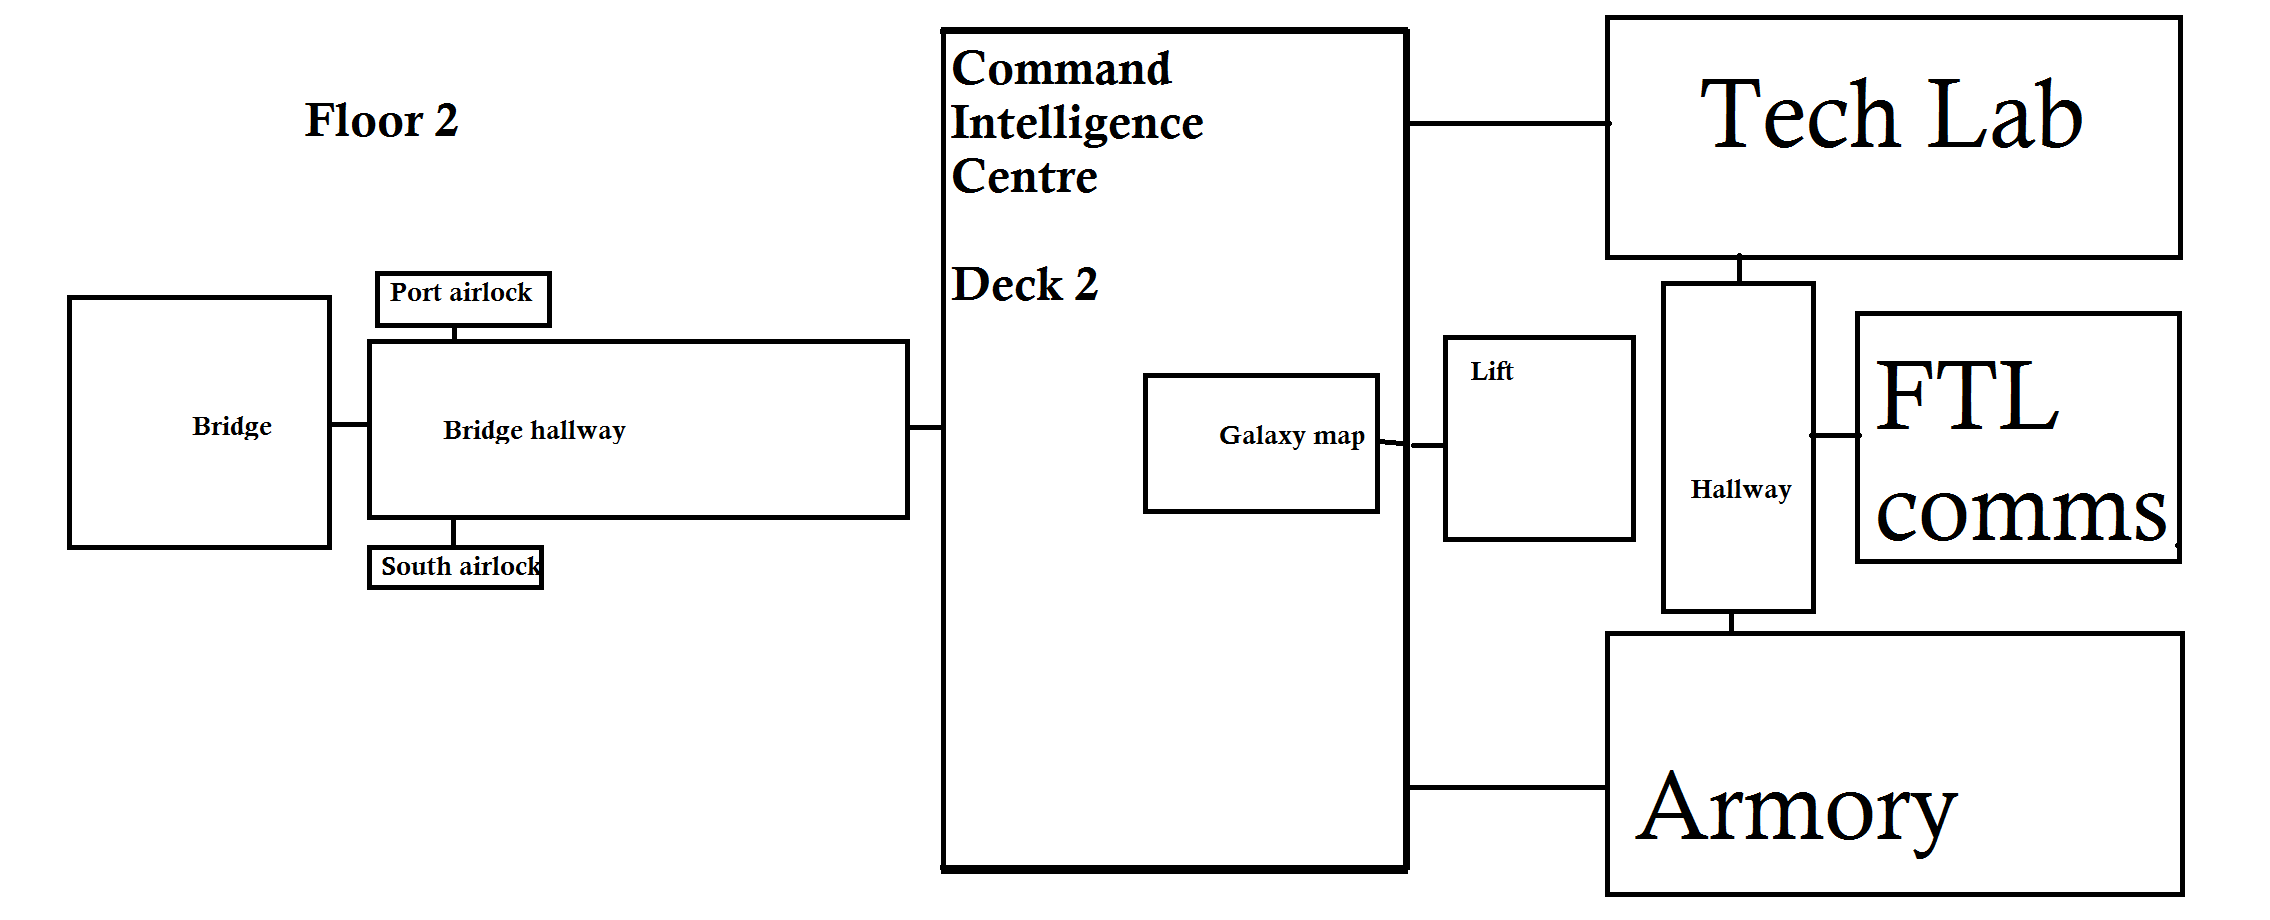 Floor 2
Command
Intelligence
Centre
Deck 2
Tech Lab
Port airlock
Bridge
Bridge hallway
South airlock
Galaxy map
Lift
Hallway
FTL
comms
Armory